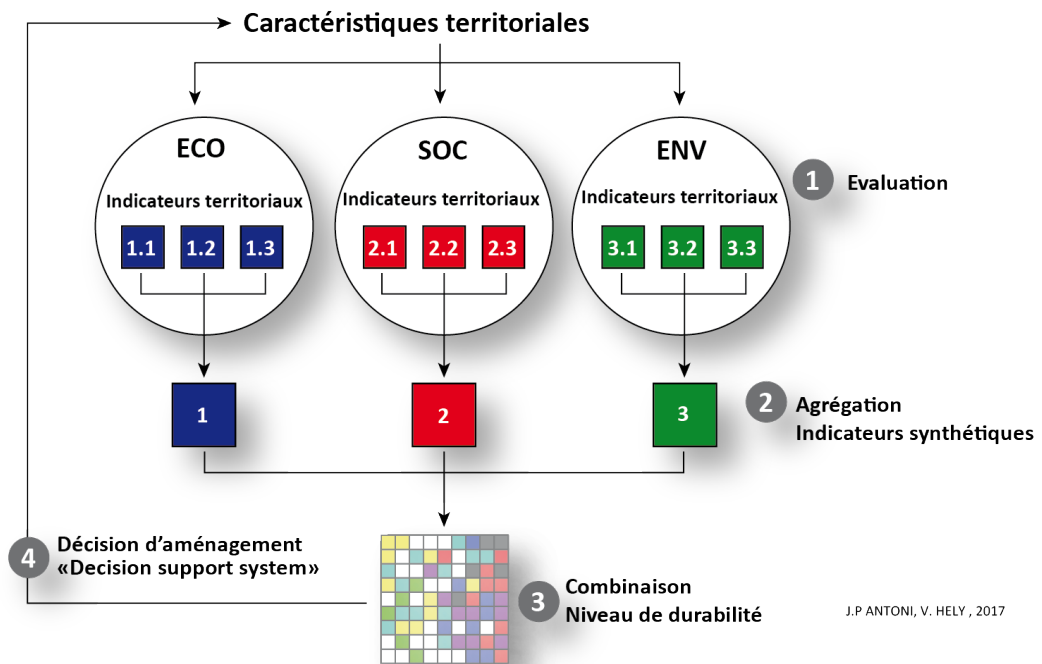 Caractéristiques territoriales
ECO
SOC
ENV
Indicateurs territoriaux
Indicateurs territoriaux
Indicateurs territoriaux
1.1 1.2 1.3
2.1 2.2 2.3
3.1 3.2 3.3
1 Evaluation
1
2
3
2 Agrégation
Indicateurs synthétiques
4 Décision d’aménagement
«Decision support system»
3 Combinaison
Niveau de durabilité
J.P ANTONI, V. HELY , 2017